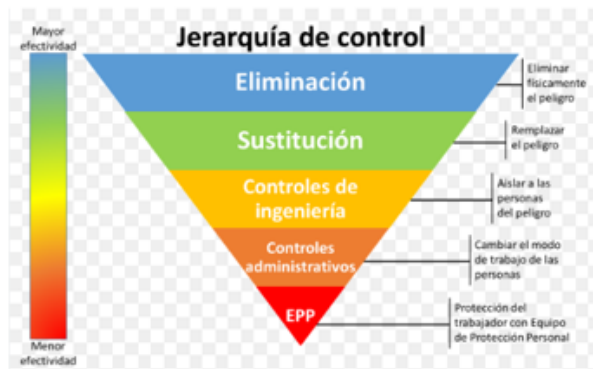 Mayor
efectividad
Jerarquía de control
Eliminación
Eliminar
físicamente
el peligro
Sustitución
Remplazar
el peligro
Controles de
ingeniería
Aislar a las
personas
del peligro
Controles
administrativos
Cambiar el modo
de trabajo de las
personas
EPP
Protección del
trabajador con Equipo
de Protección Personal
Menor
efectividad